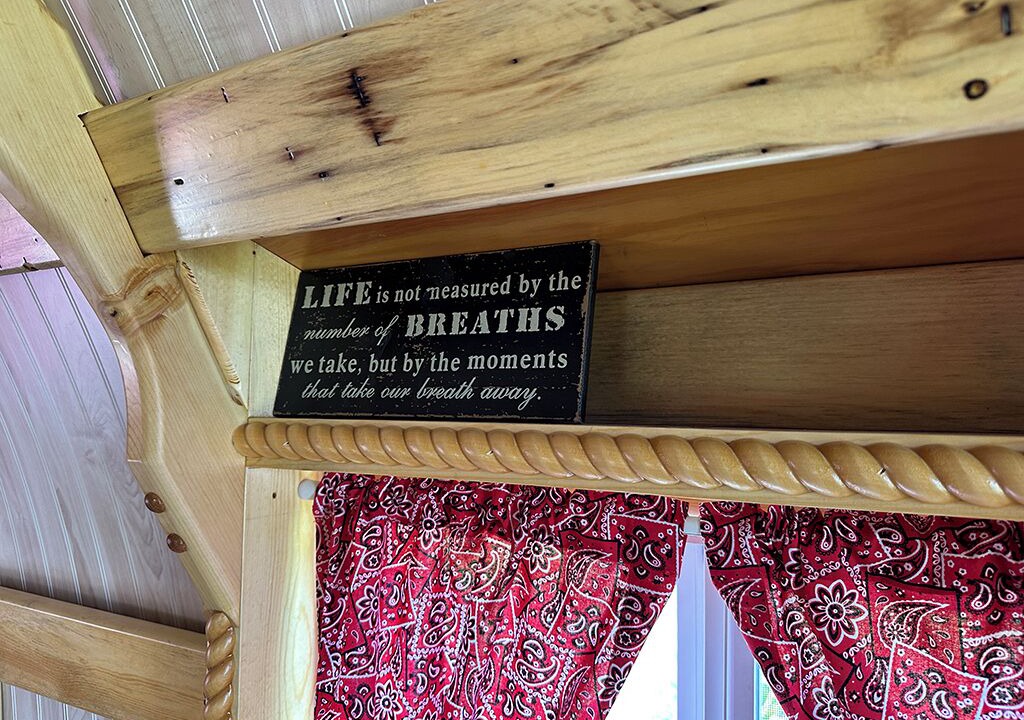 LIFE is not measured by the
number of BREATHS
we take, but by the moments
that take our breath away.